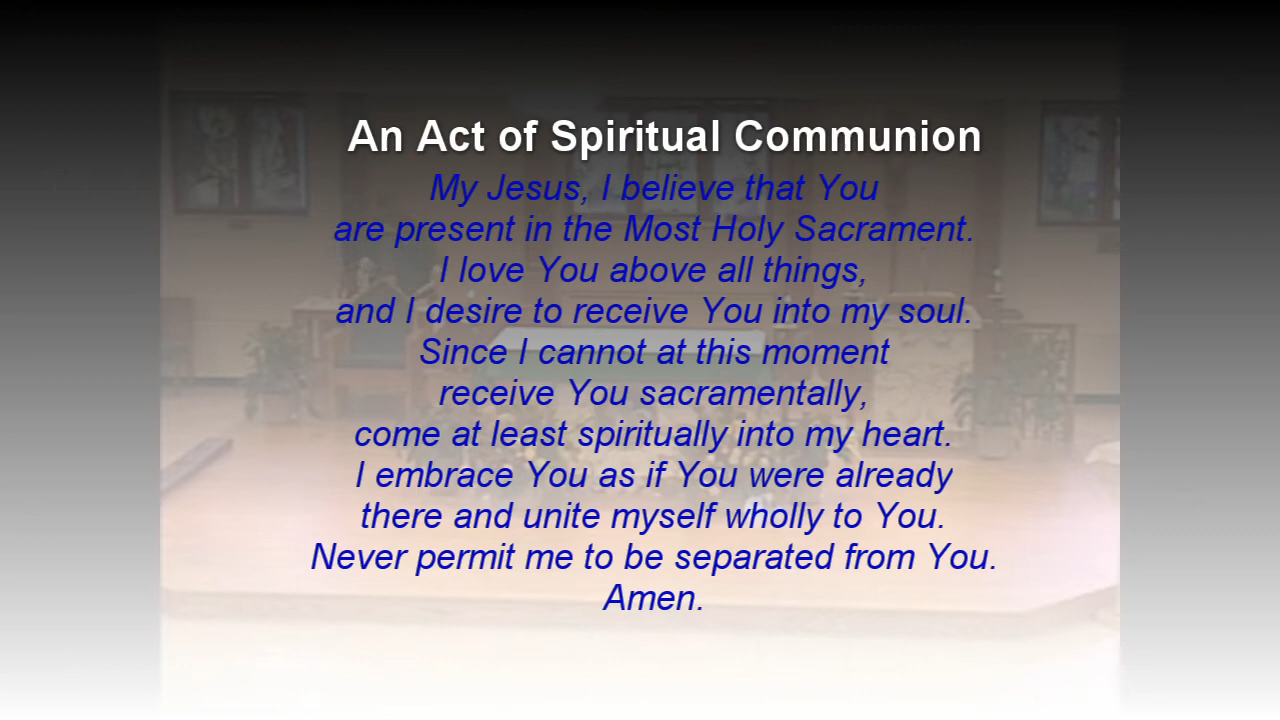 An Act of Spiritual Communion
My Jesus, I believe that You
are present in the Most Holy Sacrament.
I love You above all things,
and I desire to receive You into my soul.
Since I cannot at this moment
receive You sacramentally,
come at least spiritually into my heart.
I embrace You as if You were already
there and unite myself wholly to You.
Never permit me to be separated from You.
Amen.